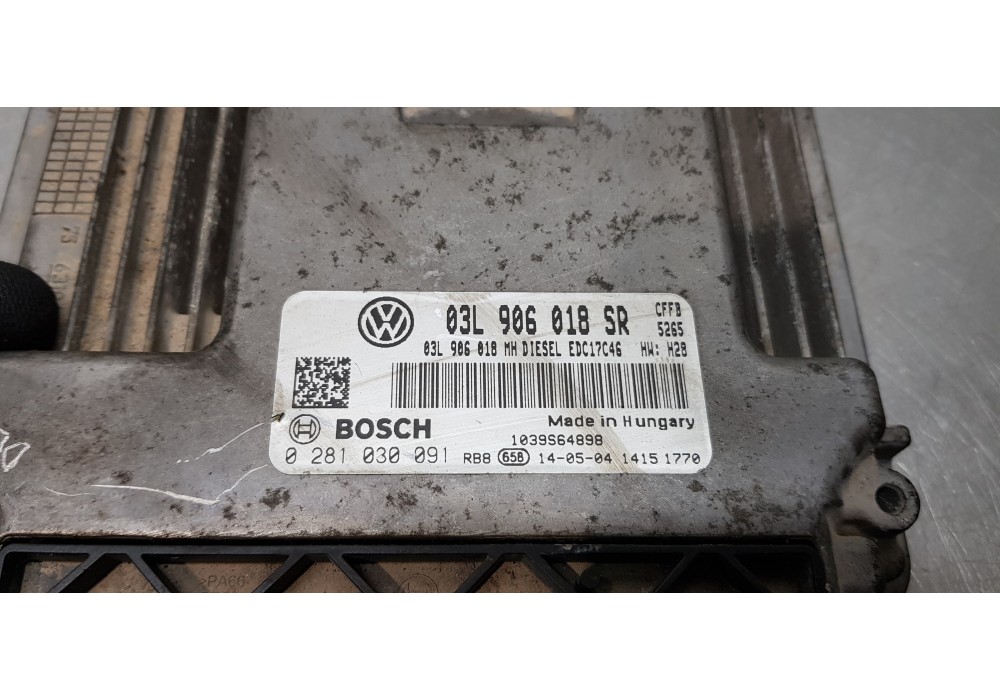 03L 906 018 SR
CFFB
5265
03L 906 018 MH DIESEL EDC17C46 HW: H28
BOSCH
Made in Hungary
1039S64898
0 281 030 091 RB8 658 14-05-04 1415 1770
>PA66